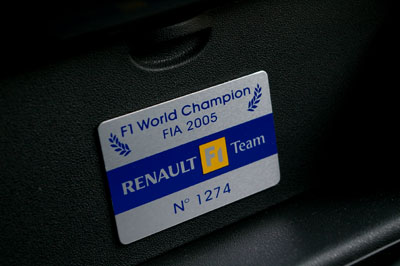 F1 World Champion
FIA 2005
RENAULT F1 Team
N° 1274